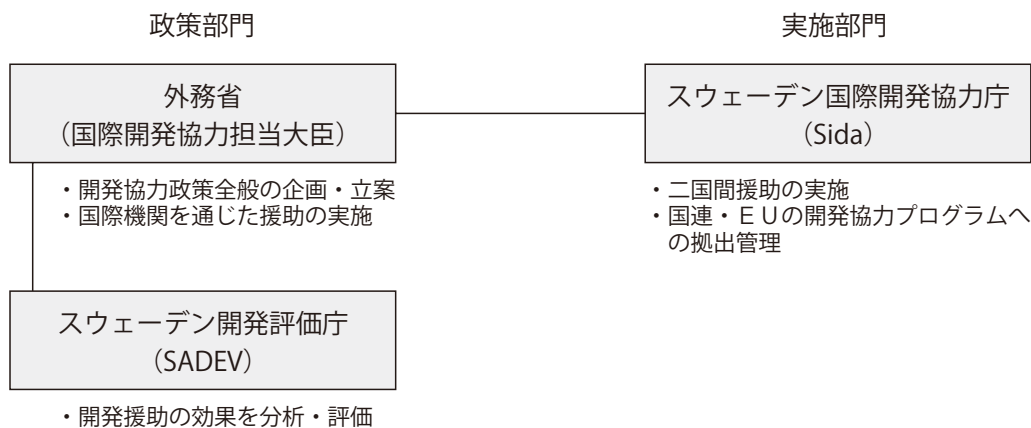 政策部門
実施部門
外務省
(国際開発協力担当大臣)
・開発協力政策全般の企画・立案
・国際機関を通じた援助の実施
スウェーデン国際開発協力庁
(Sida)
・二国間援助の実施
・国連・EUの開発協力プログラムへ
の拠出管理
スウェーデン開発評価庁
(SADEV)
・開発援助の効果を分析・評価